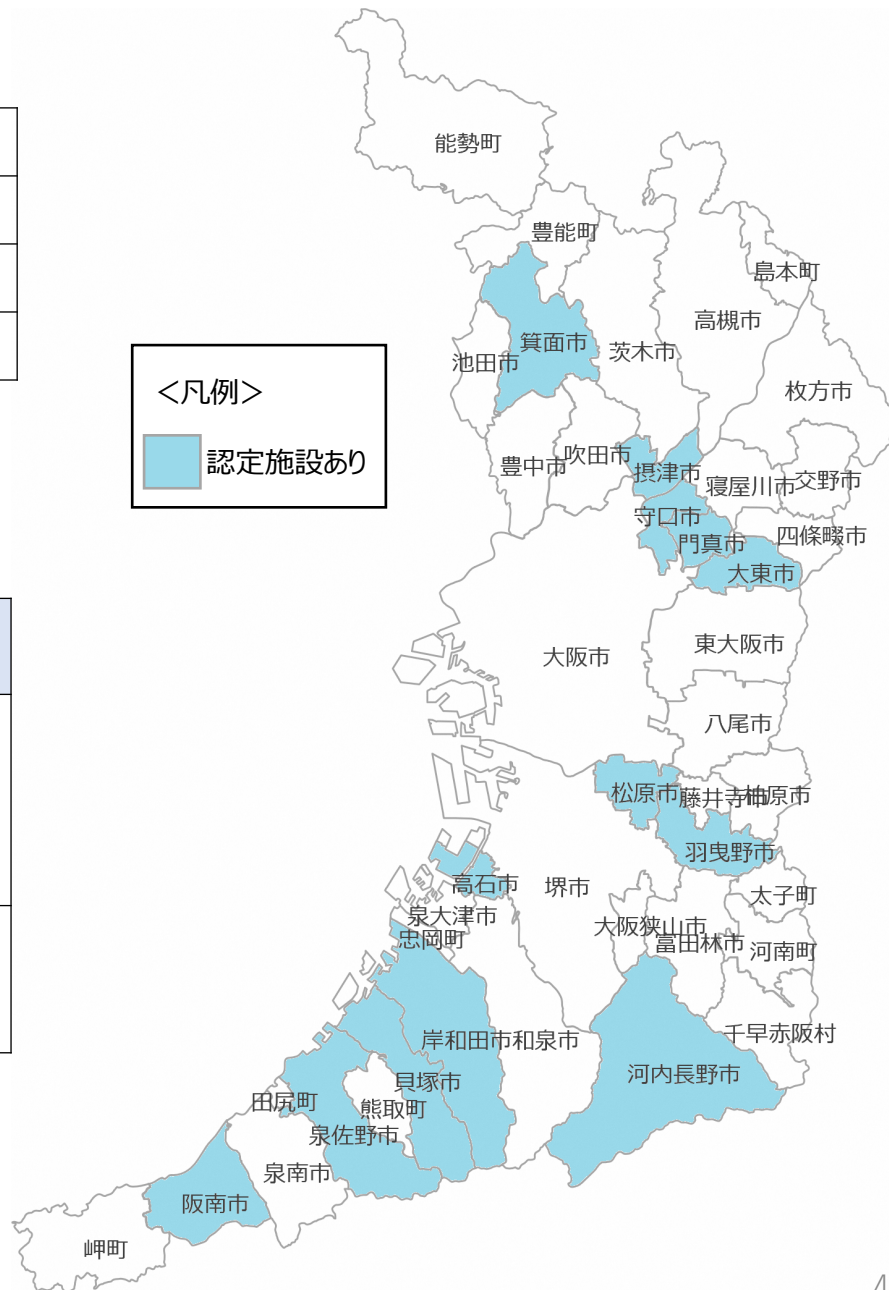 能勢町
豊能町
島本町
高槻市
箕面市
茨木市
池田市
枚方市
<凡例>
認定施設あり
豊中市
吹田市
摂津市
寝屋川市
交野市
守口市
門真市
四條畷市
大東市
大阪市
東大阪市
八尾市
松原市
藤井寺市
柏原市
羽曳野市
高石市
堺市
太子町
泉大津市
大阪狭山市
忠岡町
富田林市
河南町
岸和田市
和泉市
千早赤阪村
貝塚市
河内長野市
田尻町
熊取町
泉佐野市
泉南市
阪南市
岬町
4